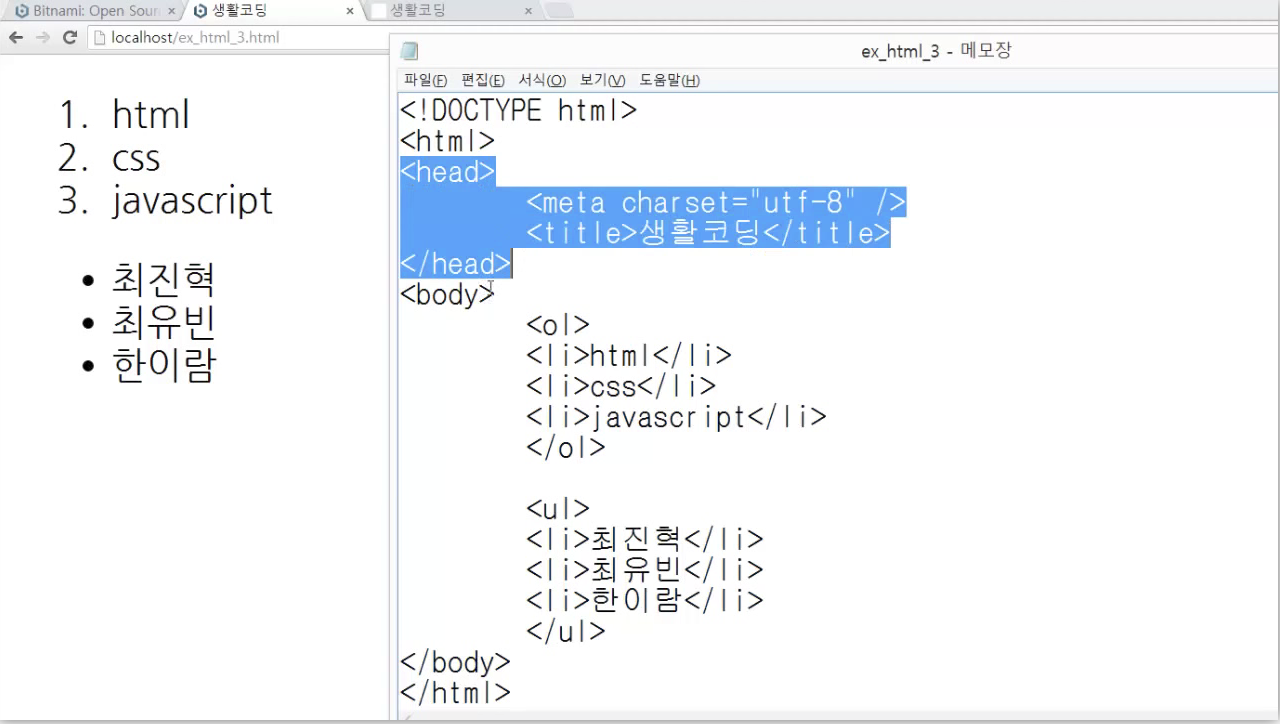 Bitnami: Open Sour
생활코딩
생활코딩
localhost/ex_html_3.html
1. html
2. css
3. javascript
• 최진혁
• 최유빈
• 한이람
ex_html_3 - 메모장
파일(F) 편집(E) 서식(O) 보기(V) 도움말(H)
<!DOCTYPE html>
<html>
<head>
<meta charset="utf-8" />
<title>생활코딩</title>
</head>
<body>
<ol>
<li>html</li>
<li>css</li>
<li>javascript</li>
</ol>
<ul>
<li>최진혁</li>
<li>최유빈</li>
<li>한이람</li>
</ul>
</body>
</html>